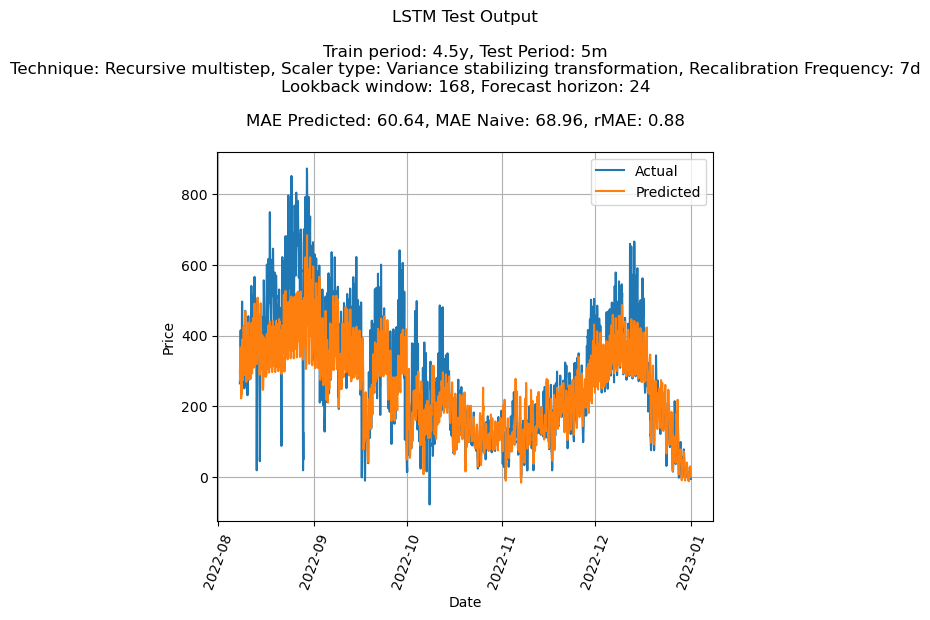 LSTM Test Output
Train period: 4.5y, Test Period: 5m
Technique: Recursive multistep, Scaler type: Variance stabilizing transformation, Recalibration Frequency: 7d
Lookback window: 168, Forecast horizon: 24
MAE Predicted: 60.64, MAE Naive: 68.96, rMAE: 0.88
Actual
Predicted
800
600
400
200
0
Price
2022-08
2022-09
2022-10
2022-11
2022-12
2023-01
Date